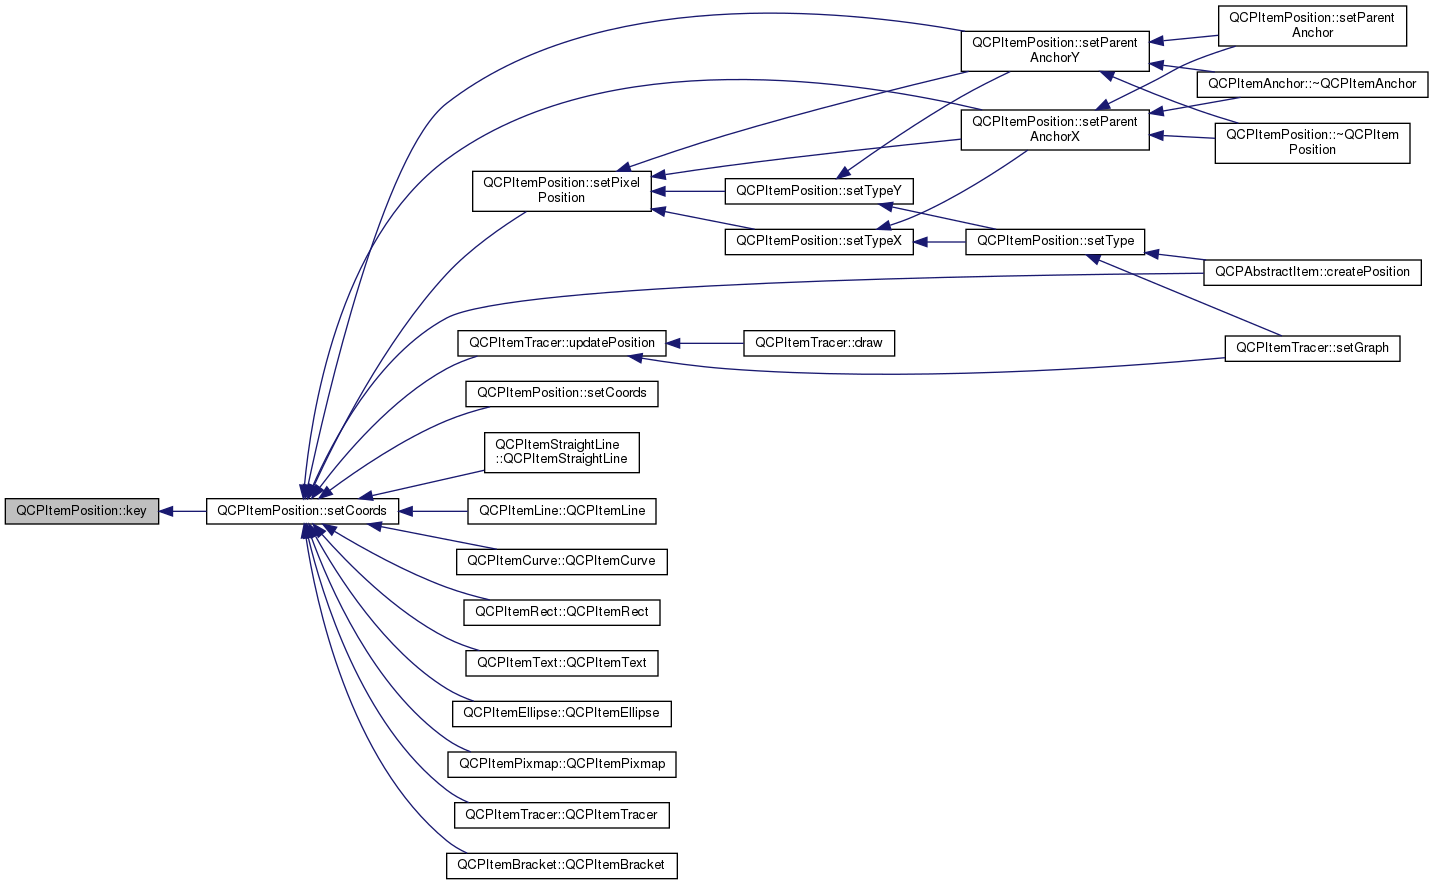 QCPItemPosition::key
QCPItemPosition::setCoords
QCPItemPosition::setParent
AnchorY
QCPItemPosition::setParent
AnchorX
QCPItemPosition::setPixel
Position
QCPItemPosition::setTypeY
QCPItemPosition::setTypeX
QCPItemPosition::setType
QCPItemPosition::setParent
Anchor
QCPItemAnchor::~QCPItemAnchor
QCPItemPosition::~QCPItem
Position
QCPAbstractItem::createPosition
QCPItemTracer::updatePosition
QCPItemTracer::draw
QCPItemTracer::setGraph
QCPItemPosition::setCoords
QCPItemStraightLine
::QCPItemStraightLine
QCPItemLine::QCPItemLine
QCPItemCurve::QCPItemCurve
QCPItemRect::QCPItemRect
QCPItemText::QCPItemText
QCPItemEllipse::QCPItemEllipse
QCPItemPixmap::QCPItemPixmap
QCPItemTracer::QCPItemTracer
QCPItemBracket::QCPItemBracket